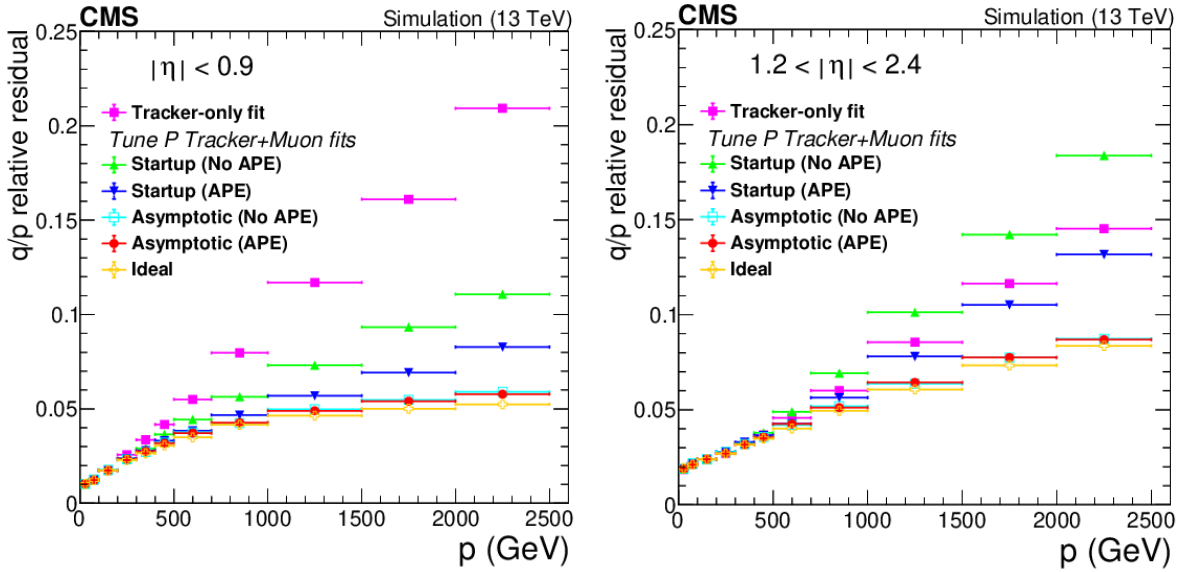 CMS Simulation (13 TeV)
q/p relative residual
0.25
0.2
0.15
0.1
0.05
0
|η| < 0.9
Tracker-only fit
Tune P Tracker+Muon fits
Startup (No APE)
Startup (APE)
Asymptotic (No APE)
Asymptotic (APE)
Ideal
0 500 1000 1500 2000 2500
p (GeV)
CMS Simulation (13 TeV)
q/p relative residual
0.25
0.2
0.15
0.1
0.05
0
1.2 < |η| < 2.4
Tracker-only fit
Tune P Tracker+Muon fits
Startup (No APE)
Startup (APE)
Asymptotic (No APE)
Asymptotic (APE)
Ideal
0 500 1000 1500 2000 2500
p (GeV)